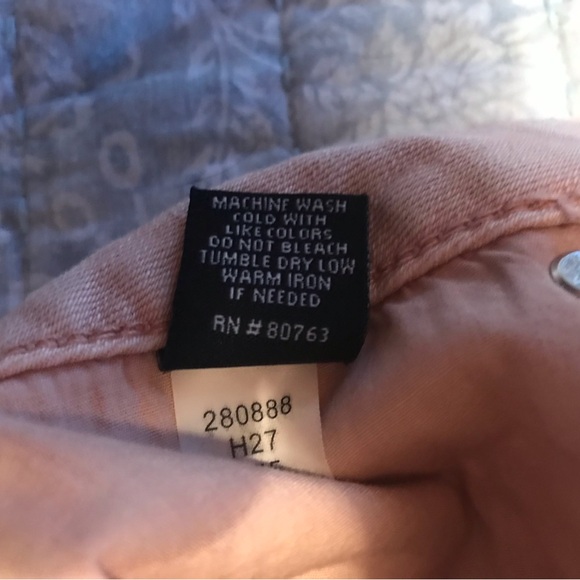 MACHINE WASH
COLD WITH
LIKE COLORS
DO NOT BLEACH
TUMBLE DRY LOW
WARM IRON
IF NEEDED
RN # 80763
280888
H27